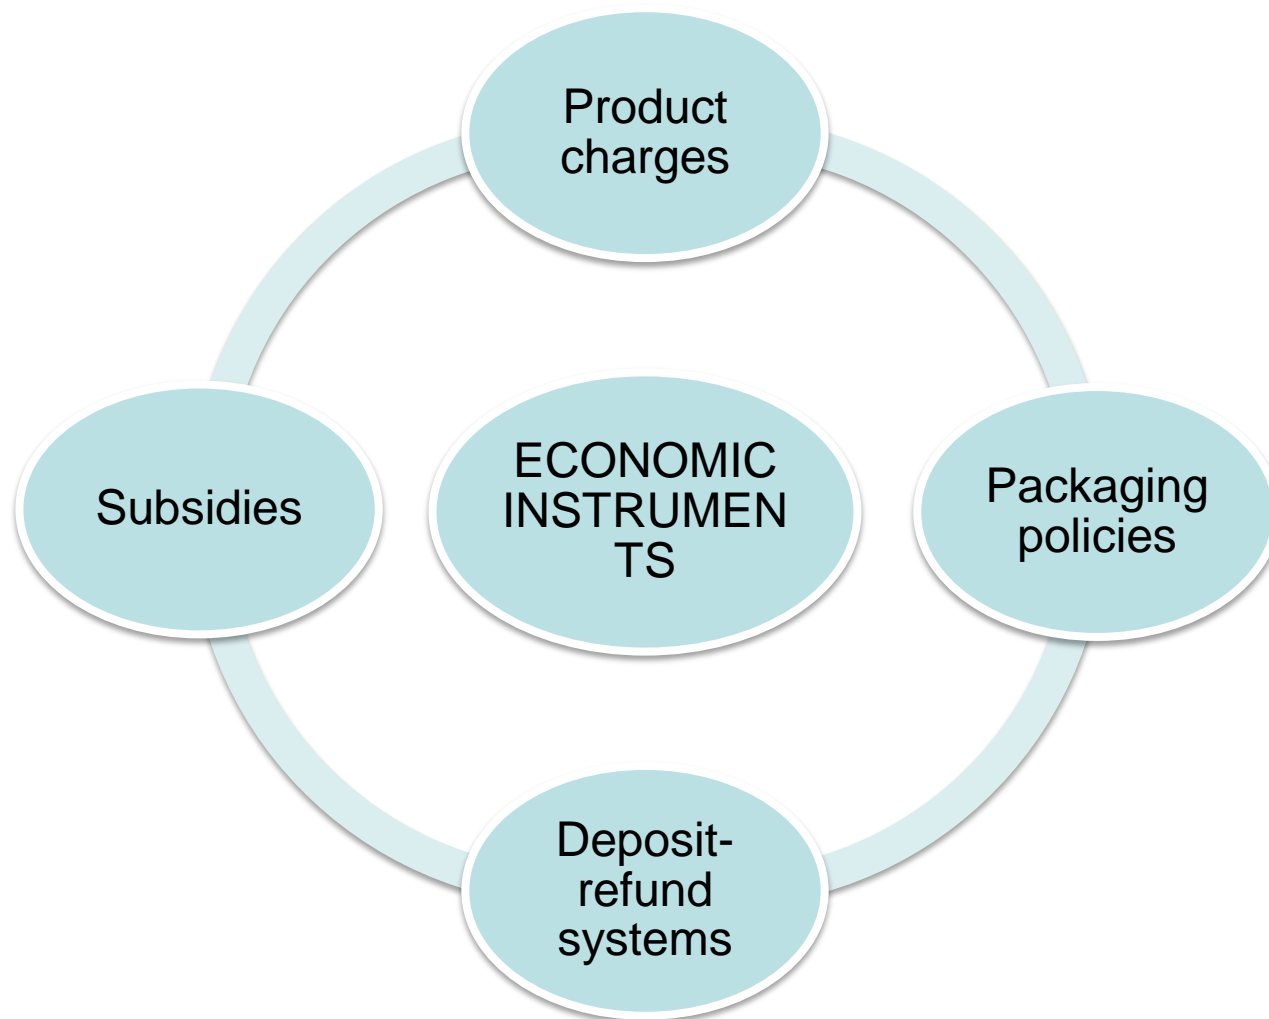 Product
charges
Subsidies
ECONOMIC
INSTRUMEN
TS
Packaging
policies
Deposit-
refund
systems